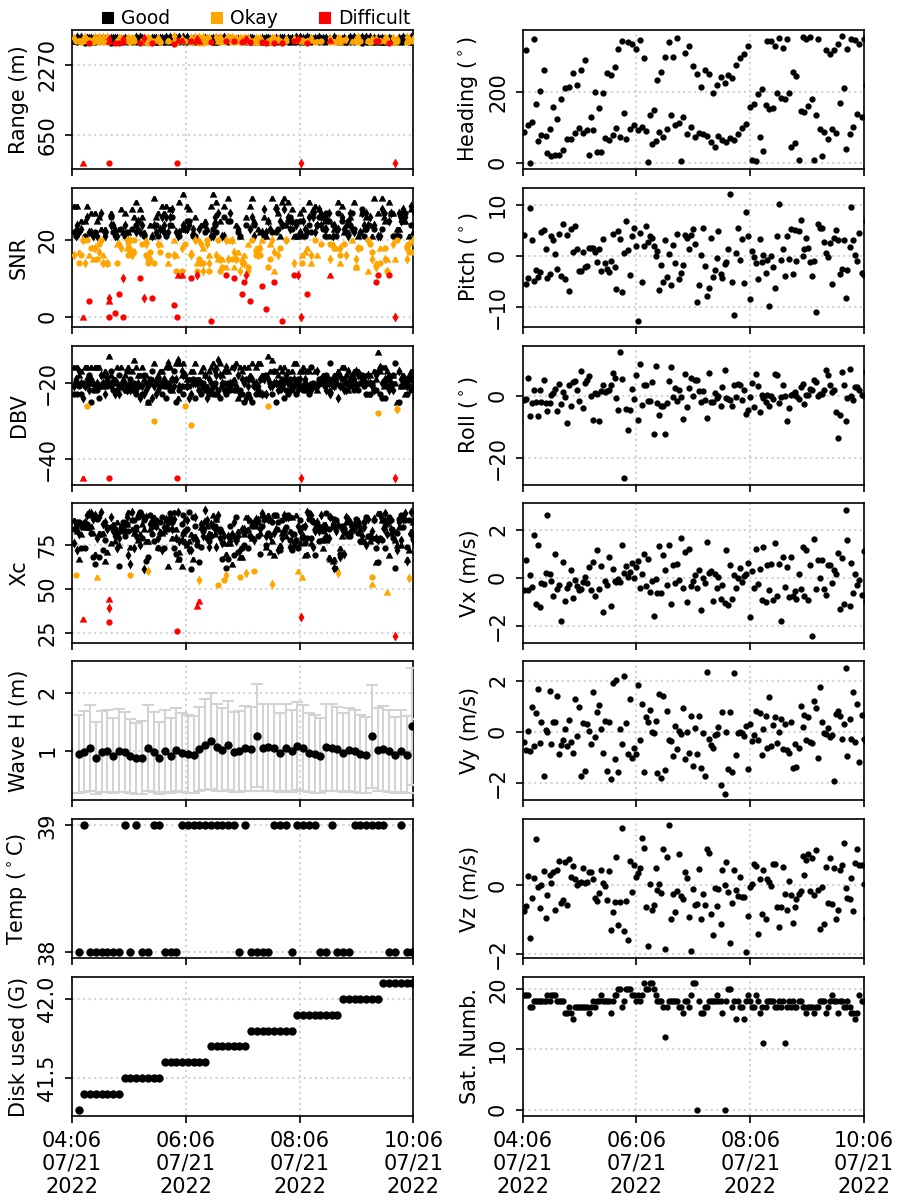 Good Okay Difficult
Range (m)
2270
650
Heading (°)
200
0
SNR
20
0
Pitch (°)
10
0
−10
DBV
−20
−40
Roll (°)
0
−20
Xc
75
50
25
Vx (m/s)
2
0
−2
Wave H (m)
2
1
Vy (m/s)
2
0
−2
Temp (°C)
39
38
Vz (m/s)
0
−2
Disk used (G)
42.0
41.5
Sat. Numb.
20
10
0
04:06 06:06 08:06 10:06 04:06 06:06 08:06 10:06
07/21 07/21 07/21 07/21 07/21 07/21 07/21 07/21
2022 2022 2022 2022 2022 2022 2022 2022